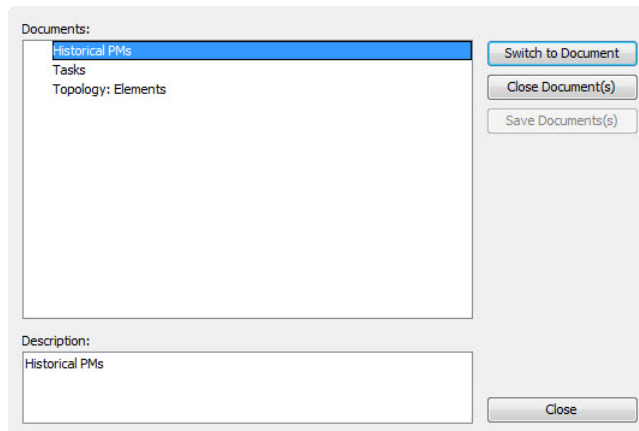 Documents:
Historical PMs
Tasks
Topology: Elements
Switch to Document
Close Document(s)
Save Documents(s)
Description:
Historical PMs
Close